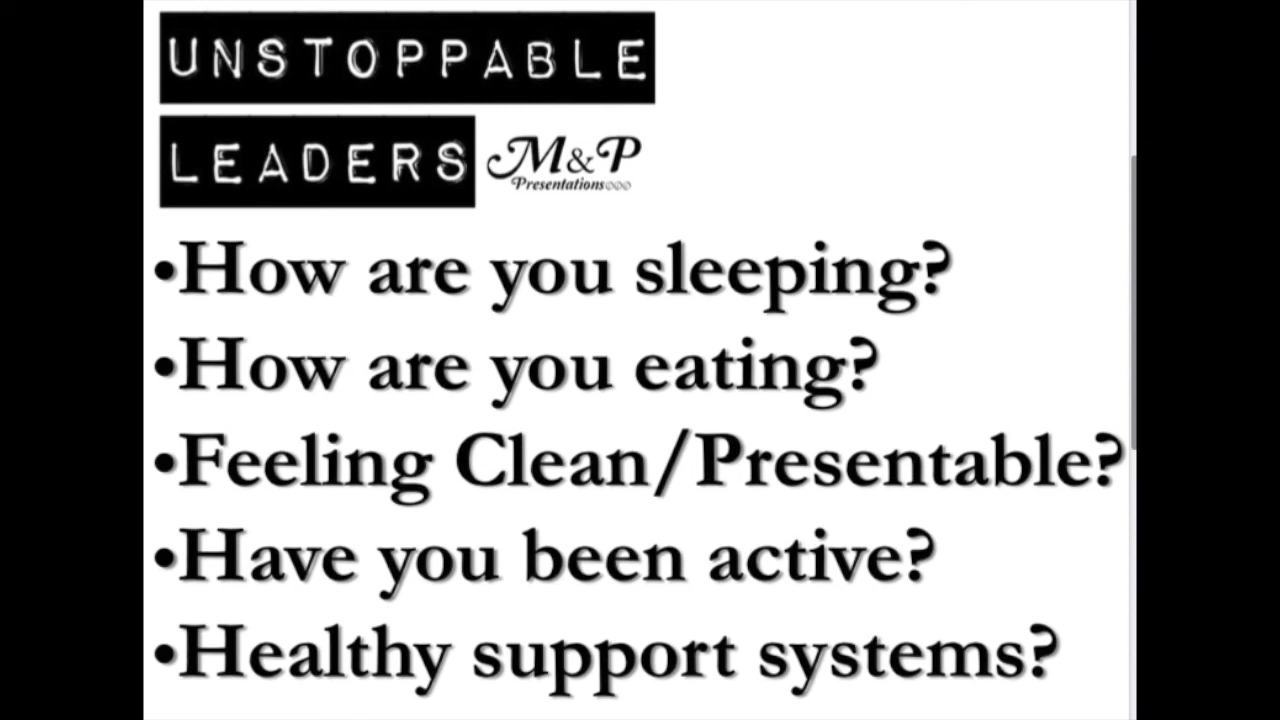 UNSTOPPABLE
LEADERS
M&P
Presentations
•How are you sleeping?
•How are you eating?
•Feeling Clean/Presentable?
•Have you been active?
•Healthy support systems?